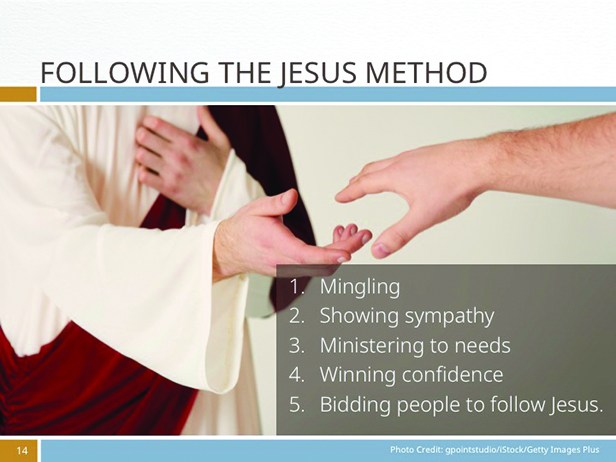 FOLLOWING THE JESUS METHOD
1. Mingling
2. Showing sympathy
3. Ministering to needs
4. Winning confidence
5. Bidding people to follow Jesus.
14
Photo Credit: gpointstudio/iStock/Getty Images Plus